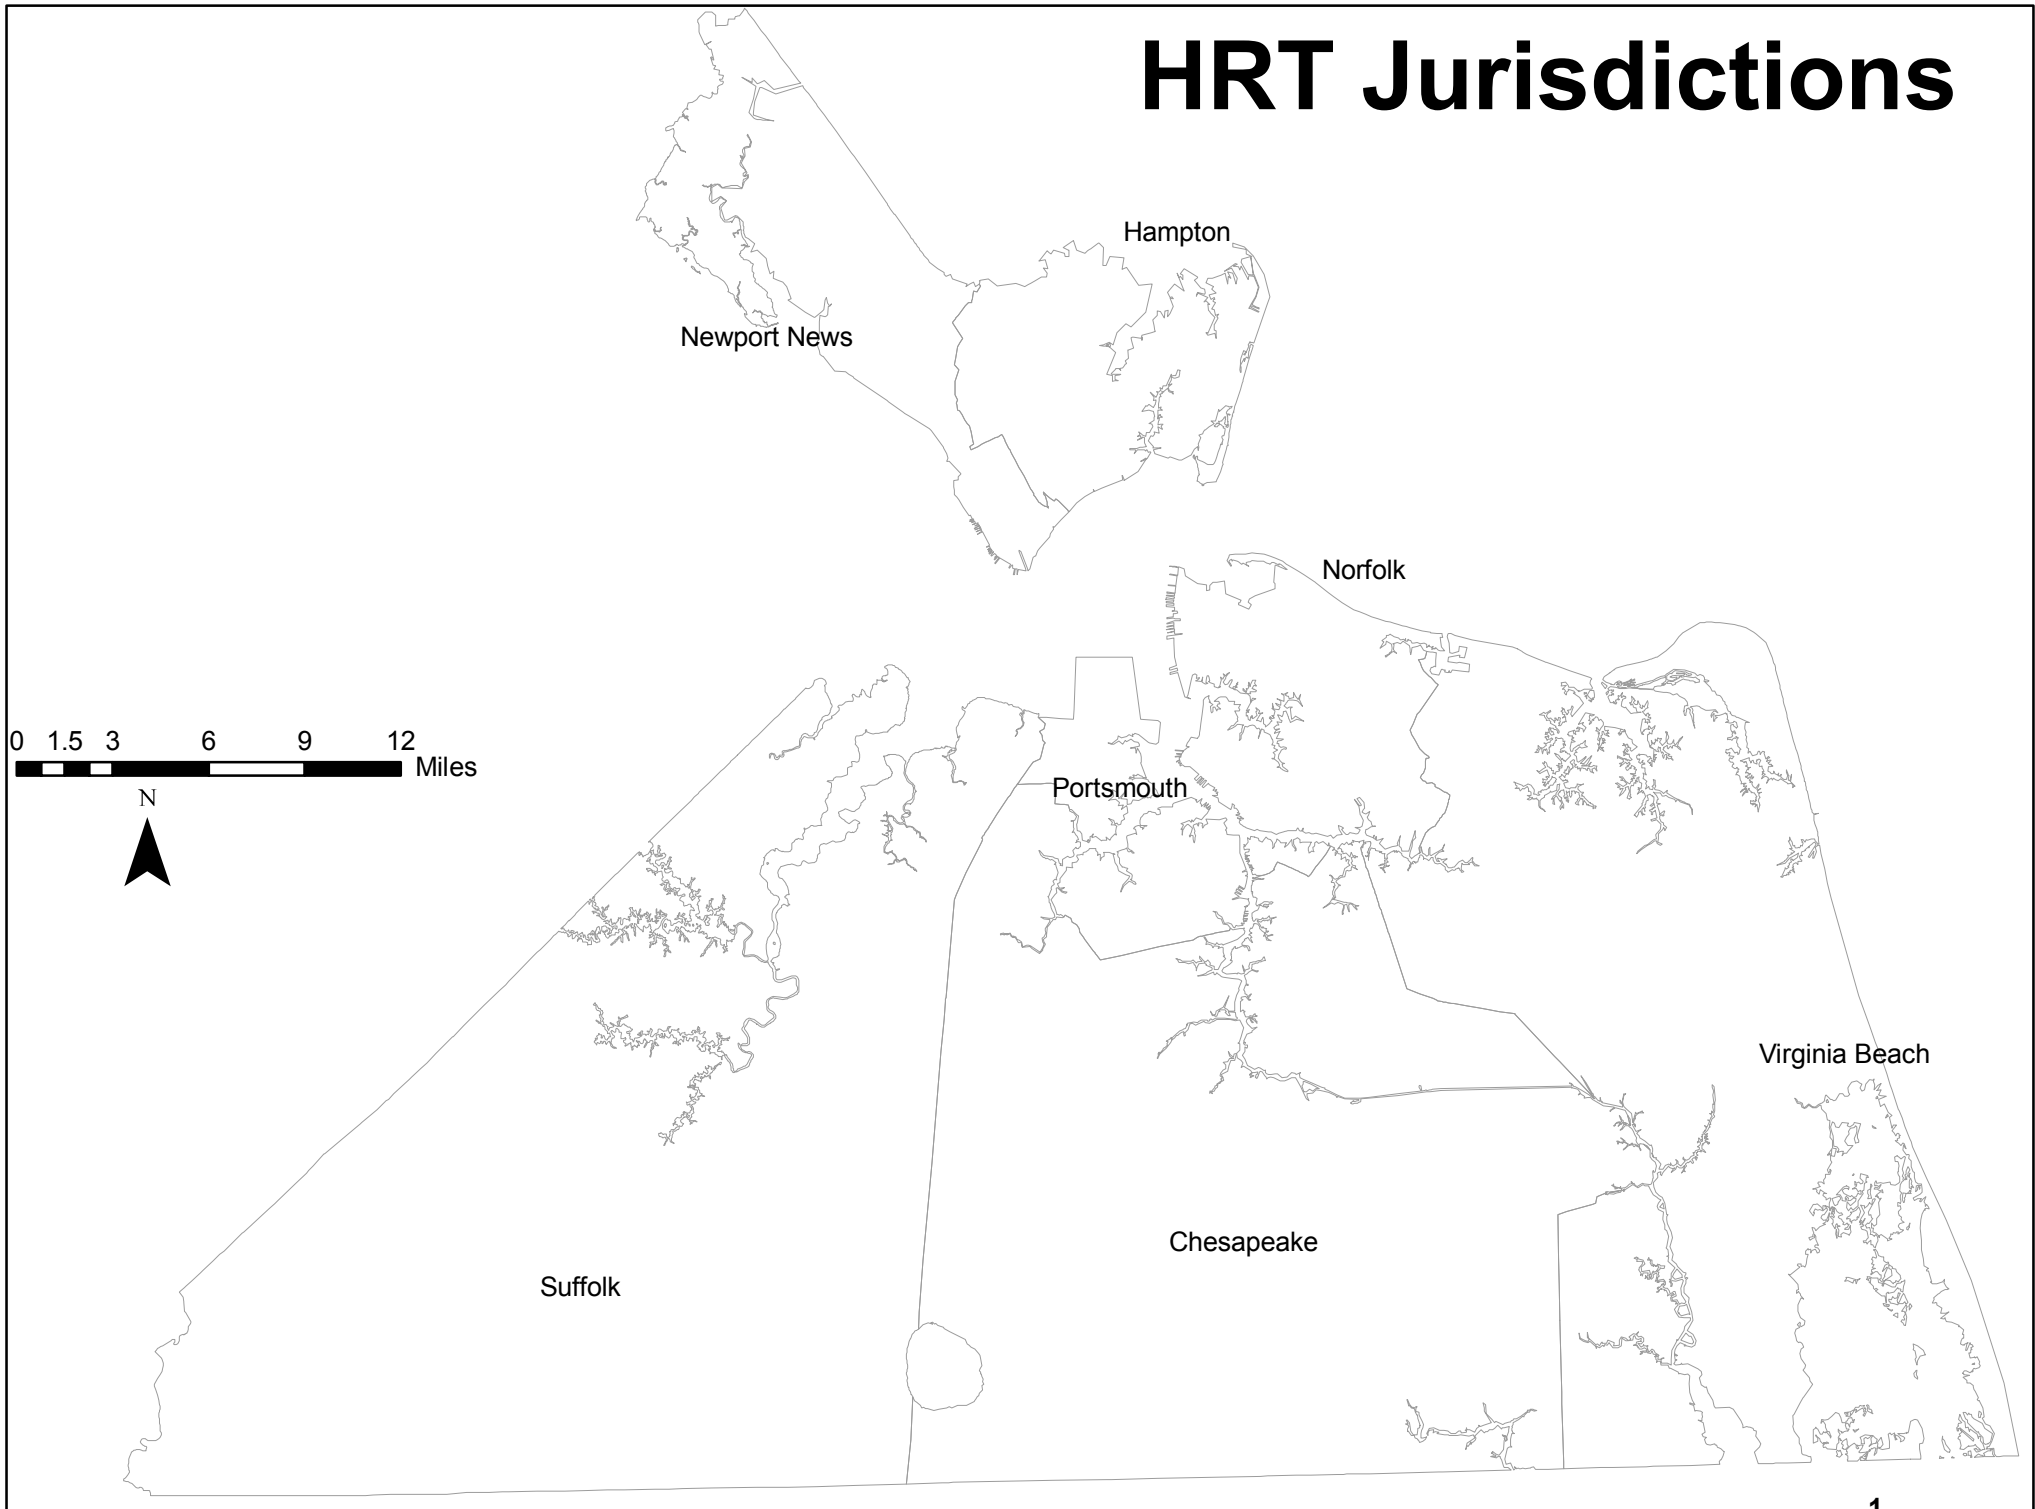 HRT Jurisdictions
Hampton
Newport News
Norfolk
0 1.5 3 6 9 12
Miles
N
Portsmouth
Virginia Beach
Chesapeake
Suffolk
1